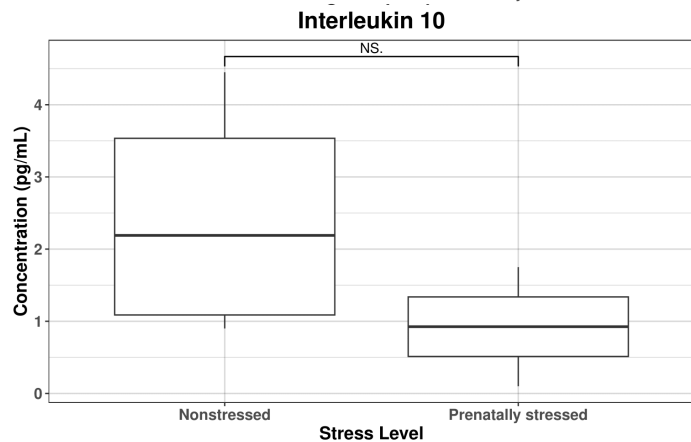 Interleukin 10
NS.
Concentration (pg/mL)
4
3
2
1
0
Nonstressed
Prenatally stressed
Stress Level